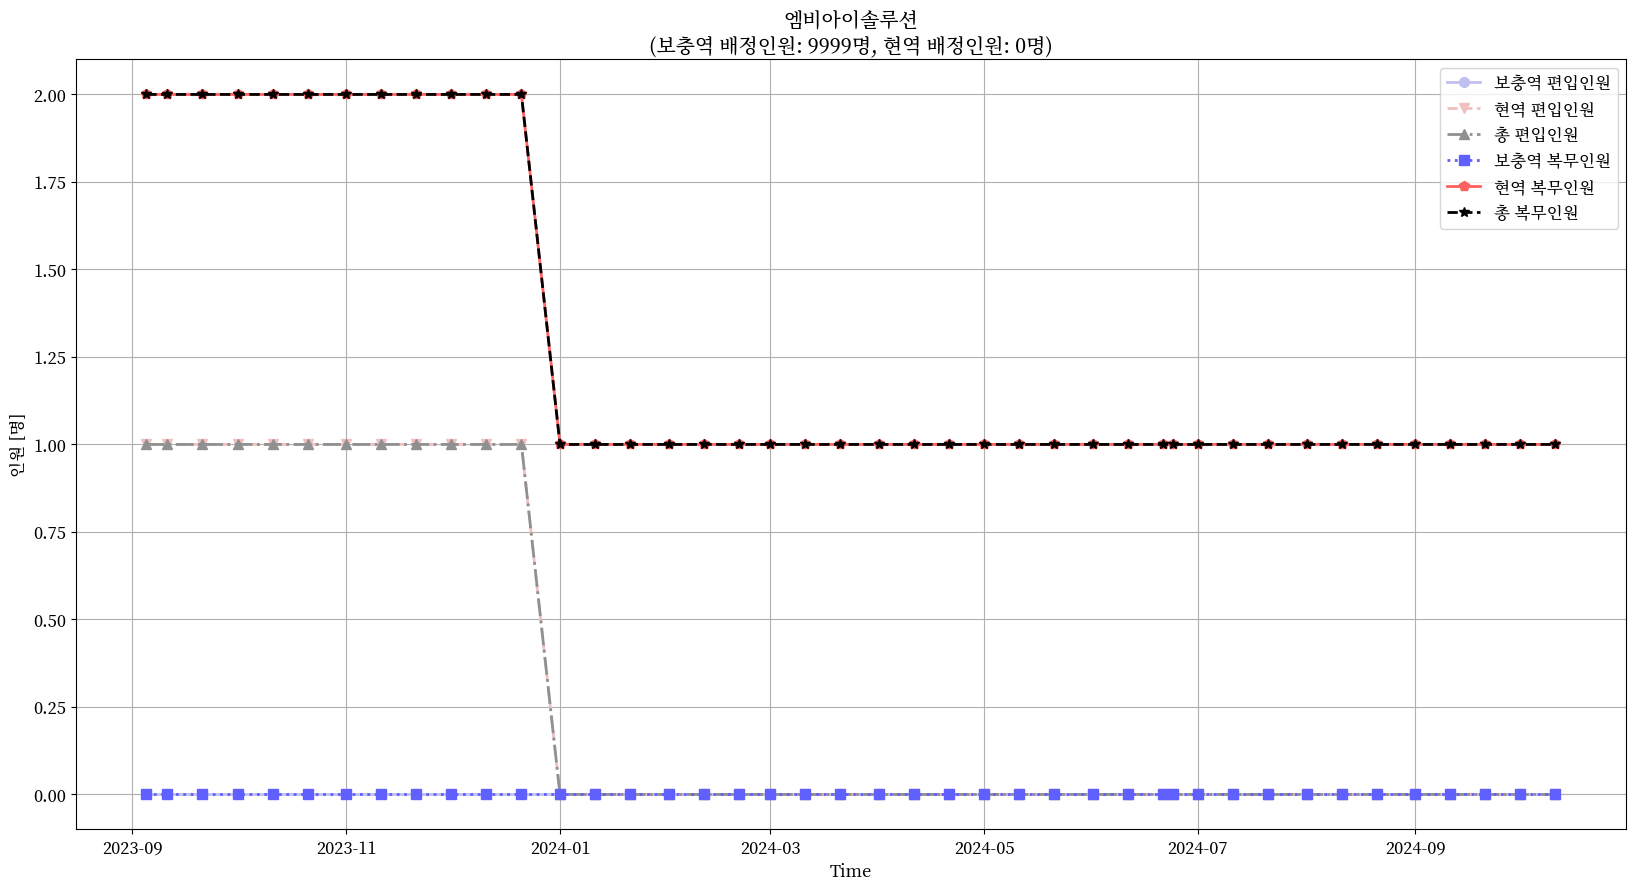 엠비아이솔루션
(보충역 배정인원: 9999명, 현역 배정인원: 0명)
보충역 편입인원
현역 편입인원
총 편입인원
보충역 복무인원
현역 복무인원
총 복무인원
2.00
1.75
1.50
1.25
1.00
0.75
0.50
0.25
0.00
인원 [명]
2023-09 2023-11 2024-01 2024-03 2024-05 2024-07 2024-09
Time